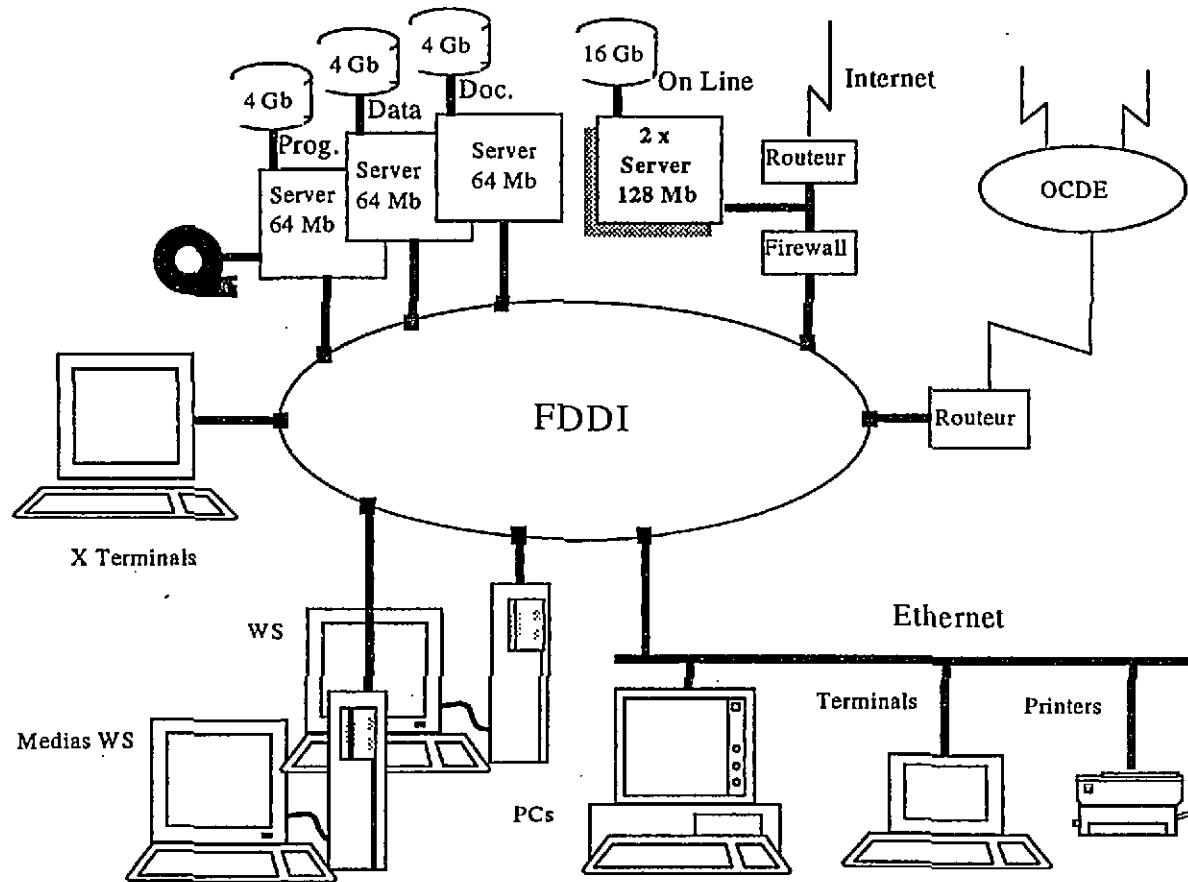 4 Gb
4 Gb
4 Gb
16 Gb
On Line
Internet
Prog.
Data
Doc.
Server
64 Mb
Server
64 Mb
Server
64 Mb
2 x
Server
128 Mb
Routeur
Firewall
OCDE
FDDI
Routeur
X Terminals
WS
Medias WS
Ethernet
PCs
Terminals
Printers